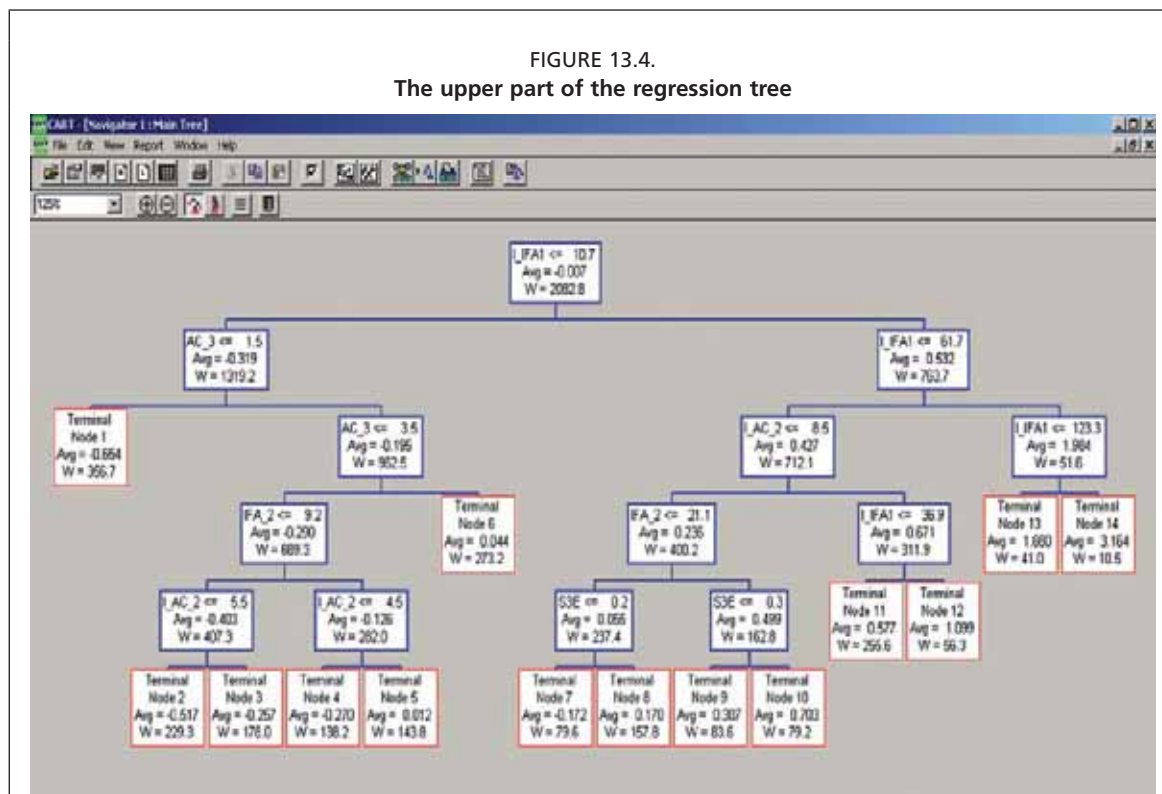 FIGURE 13.4.
The upper part of the regression tree
CART - [Navigator 1 : Main Tree]
File Edit View Report Window Help
125%
I_IFA1 <= 10.7
Avg = -0.007
W = 2082.8
AC_3 <= 1.5
Avg = -0.319
W = 1319.2
I_IFA1 <= 61.7
Avg = 0.532
W = 763.7
Terminal
Node 1
Avg = -0.664
W = 366.7
AC_3 <= 3.5
Avg = -0.195
W = 962.5
I_AC_2 <= 8.5
Avg = 0.427
W = 712.1
I_IFA1 <= 123.3
Avg = 1.984
W = 51.6
IFA_2 <= 9.2
Avg = -0.290
W = 689.3
Terminal
Node 6
Avg = 0.044
W = 273.2
IFA_2 <= 21.1
Avg = 0.236
W = 400.2
I_IFA1 <= 36.9
Avg = 0.671
W = 311.9
Terminal
Node 13
Avg = 1.680
W = 41.0
Terminal
Node 14
Avg = 3.164
W = 10.6
I_AC_2 <= 5.5
Avg = -0.403
W = 407.3
I_AC_2 <= 4.5
Avg = -0.126
W = 282.0
S3E <= 0.2
Avg = 0.056
W = 237.4
S3E <= 0.3
Avg = 0.499
W = 162.8
Terminal
Node 11
Avg = 0.577
W = 255.6
Terminal
Node 12
Avg = 1.099
W = 56.3
Terminal
Node 2
Avg = -0.517
W = 229.3
Terminal
Node 3
Avg = -0.257
W = 178.0
Terminal
Node 4
Avg = -0.270
W = 138.2
Terminal
Node 5
Avg = 0.012
W = 143.8
Terminal
Node 7
Avg = -0.172
W = 79.6
Terminal
Node 8
Avg = 0.170
W = 157.8
Terminal
Node 9
Avg = 0.307
W = 83.6
Terminal
Node 10
Avg = 0.703
W = 79.2